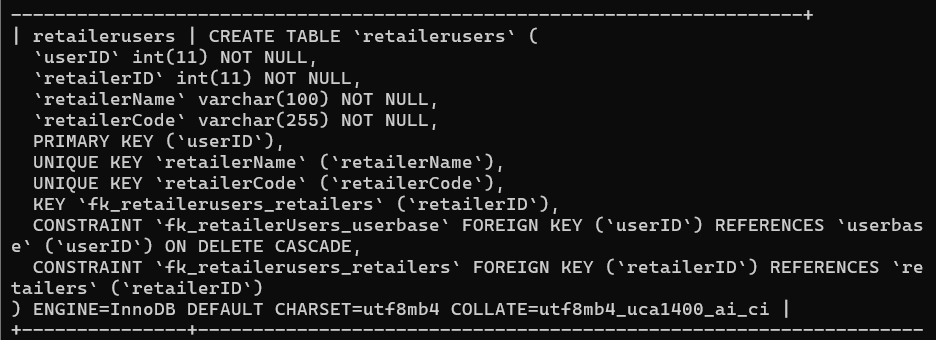 -----------------------------------------------------------------------+
| retailerusers | CREATE TABLE `retailerusers` (
  `userID` int(11) NOT NULL,
  `retailerID` int(11) NOT NULL,
  `retailerName` varchar(100) NOT NULL,
  `retailerCode` varchar(255) NOT NULL,
  PRIMARY KEY (`userID`),
  UNIQUE KEY `retailerName` (`retailerName`),
  UNIQUE KEY `retailerCode` (`retailerCode`),
  KEY `fk_retailerusers_retailers` (`retailerID`),
  CONSTRAINT `fk_retailerUsers_userbase` FOREIGN KEY (`userID`) REFERENCES `userbas
e` (`userID`) ON DELETE CASCADE,
  CONSTRAINT `fk_retailerusers_retailers` FOREIGN KEY (`retailerID`) REFERENCES `re
tailers` (`retailerID`)
) ENGINE=InnoDB DEFAULT CHARSET=utf8mb4 COLLATE=utf8mb4_uca1400_ai_ci |
+---------------+------------------------------------------------------------------